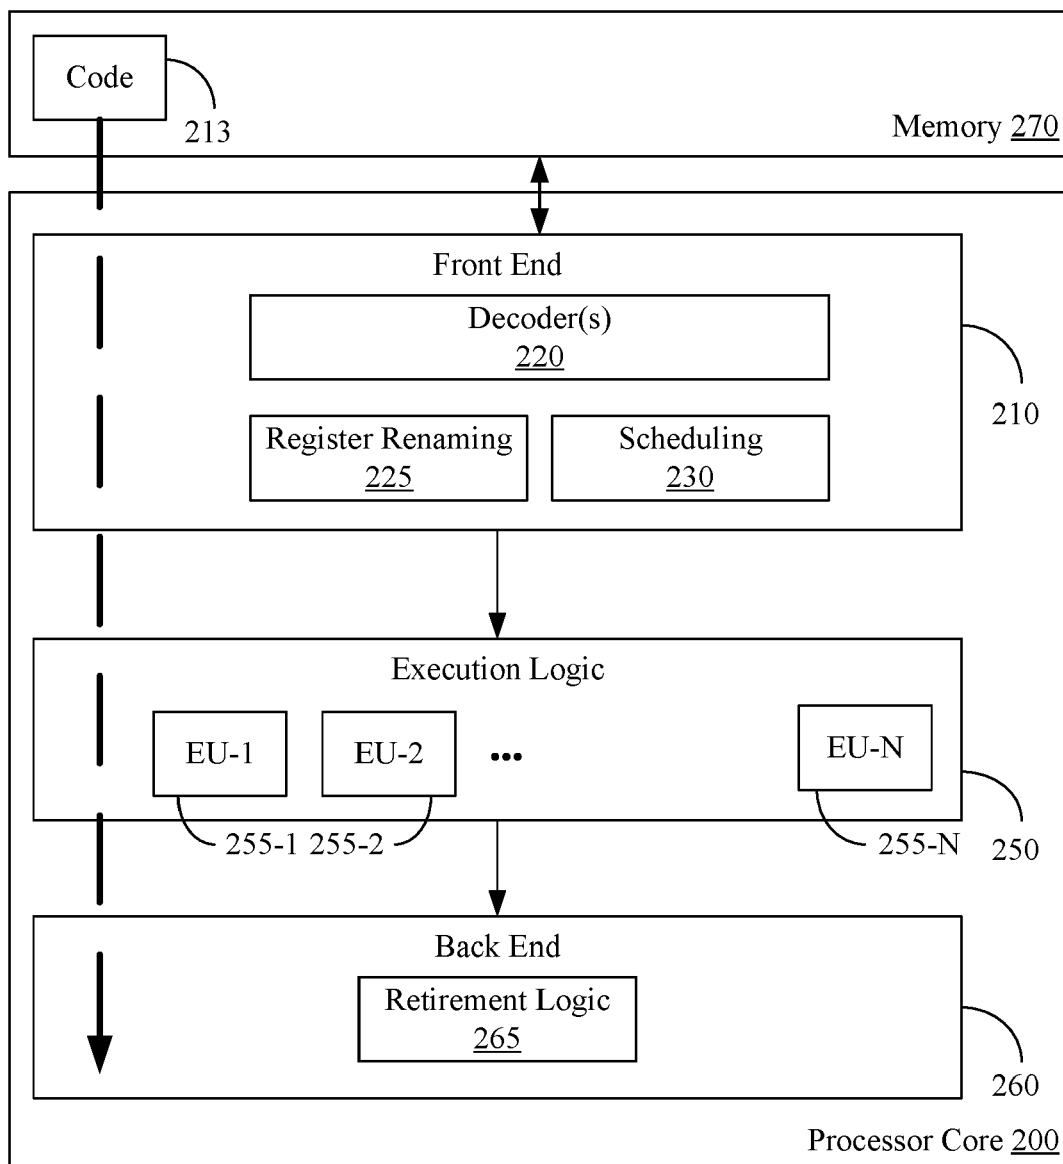 Code
213
Memory 270
Front End
Decoder(s)
220
210
Register Renaming
225
Scheduling
230
Execution Logic
EU-1
EU-2
...
EU-N
255-1
255-2
255-N
250
Back End
Retirement Logic
265
260
Processor Core 200